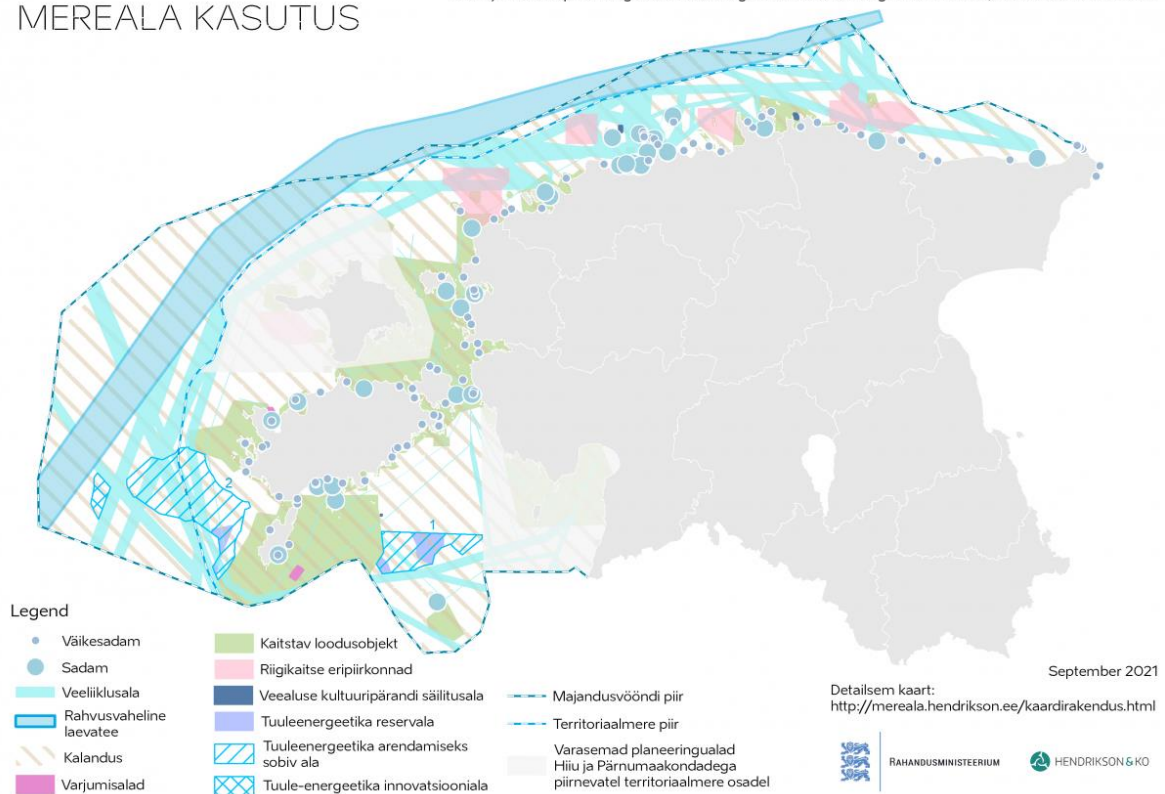 MEREALA KASUTUS
2
1
Legend
Väikesadam
Sadam
Veeliiklusala
Rahvusvaheline
laevatee
Kalandus
Varjumisalad
Kaitstav loodusobjekt
Riigikaitse eripiirkonnad
Veealuse kultuuripärandi säilitusala
Tuuleenergeetika reservala
Tuuleenergeetika arendamiseks
sobiv ala
Tuule-energeetika innovatsiooniala
Majandusvööndi piir
Territoriaalmere piir
Varasemad planeeringualad
Hiiu ja Pärnumaakondadega
piirnevatel territoriaalmere osadel
September 2021
Detailsem kaart:
http://mereala.hendrikson.ee/kaardirakendus.html
RAHANDUSMINISTEERIUM
HENDRIKSON & KO